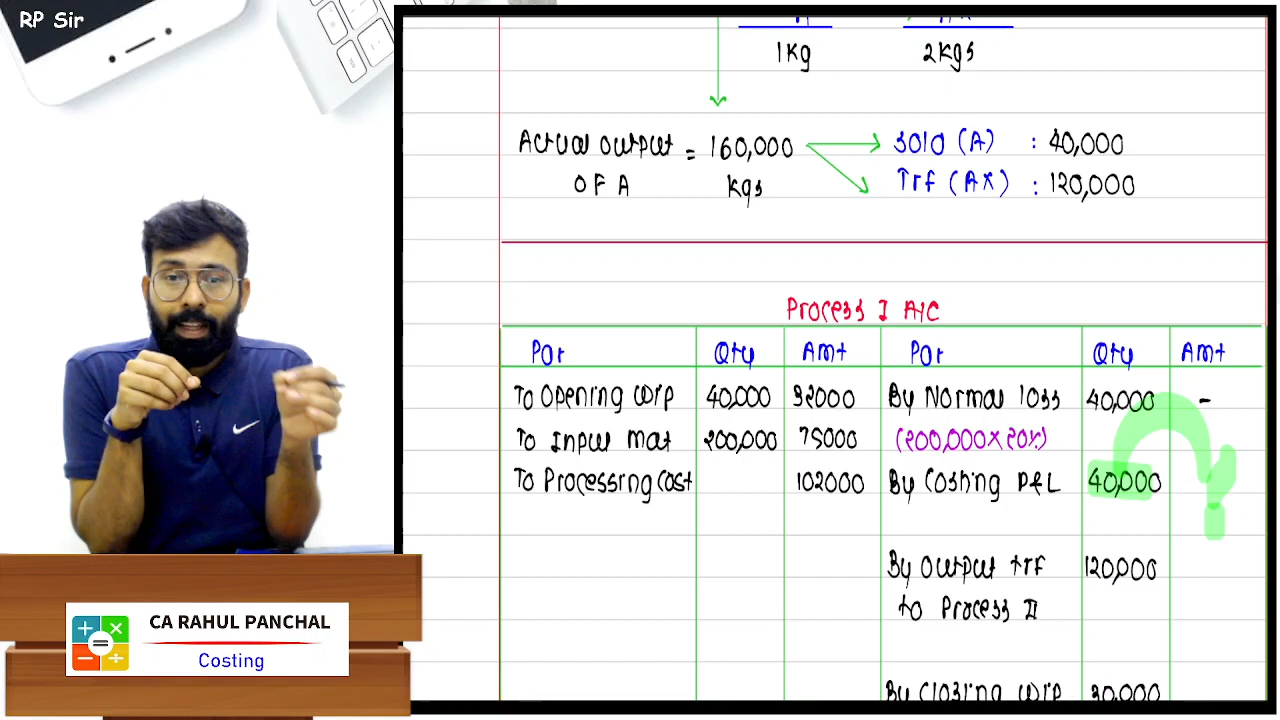 RP Sir
1Kg 2Kgs
Actual output = 160,000 Sold (A) : 40,000
OF A kgs Trf (AX) : 120,000
Process I A/C
Par Qty Amt Par Qty Amt
To Opening WIP 40,000 32000 By Normal loss 40,000 -
To Input mat 200,000 75000 (200,000 x 20%)
To Processing cost 102000 By Costing P&L 40,000
By Output trf 120,000
to Process II
By Closing WIP 30,000
CA RAHUL PANCHAL
Costing